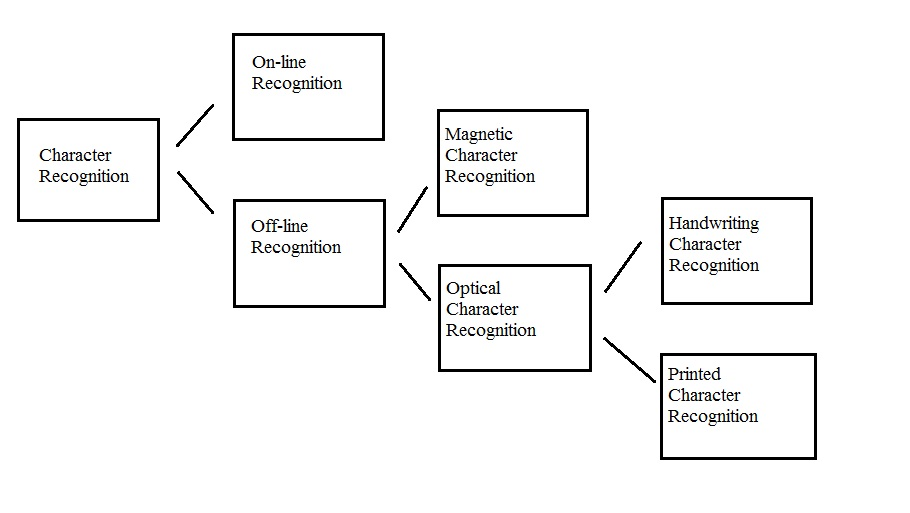 Character
Recognition
On-line
Recognition
Off-line
Recognition
Magnetic
Character
Recognition
Optical
Character
Recognition
Handwriting
Character
Recognition
Printed
Character
Recognition